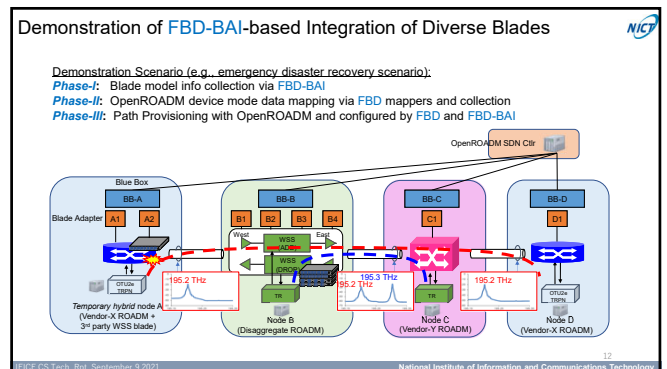 Demonstration of FBD-BAI-based Integration of Diverse Blades
NICT
Demonstration Scenario (e.g., emergency disaster recovery scenario):
Phase-I: Blade model info collection via FBD-BAI
Phase-II: OpenROADM device mode data mapping via FBD mappers and collection
Phase-III: Path Provisioning with OpenROADM and configured by FBD and FBD-BAI
OpenROADM SDN Ctlr
Blue Box
BB-A
BB-B
BB-C
BB-D
Blade Adapter
A1
A2
B1
B2
B3
B4
C1
D1
West
East
WSS
(ADD)
WSS
(DROP)
OTU2e
TRPN
195.2 THz
TR
195.3 THz
195.2 THz
TR
195.2 THz
OTU2e
TRPN
Temporary hybrid node A
(Vendor-X ROADM +
3rd party WSS blade)
Node B
(Disaggregate ROADM)
Node C
(Vendor-Y ROADM)
Node D
(Vendor-X ROADM)
12
IEICE CS Tech. Rpt. September 9 2021
National Institute of Information and Communications Technology